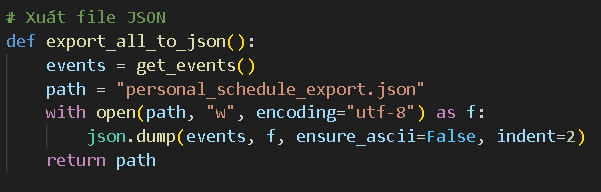 # Xuất file JSON
def export_all_to_json():
    events = get_events()
    path = "personal_schedule_export.json"
    with open(path, "w", encoding="utf-8") as f:
        json.dump(events, f, ensure_ascii=False, indent=2)
    return path